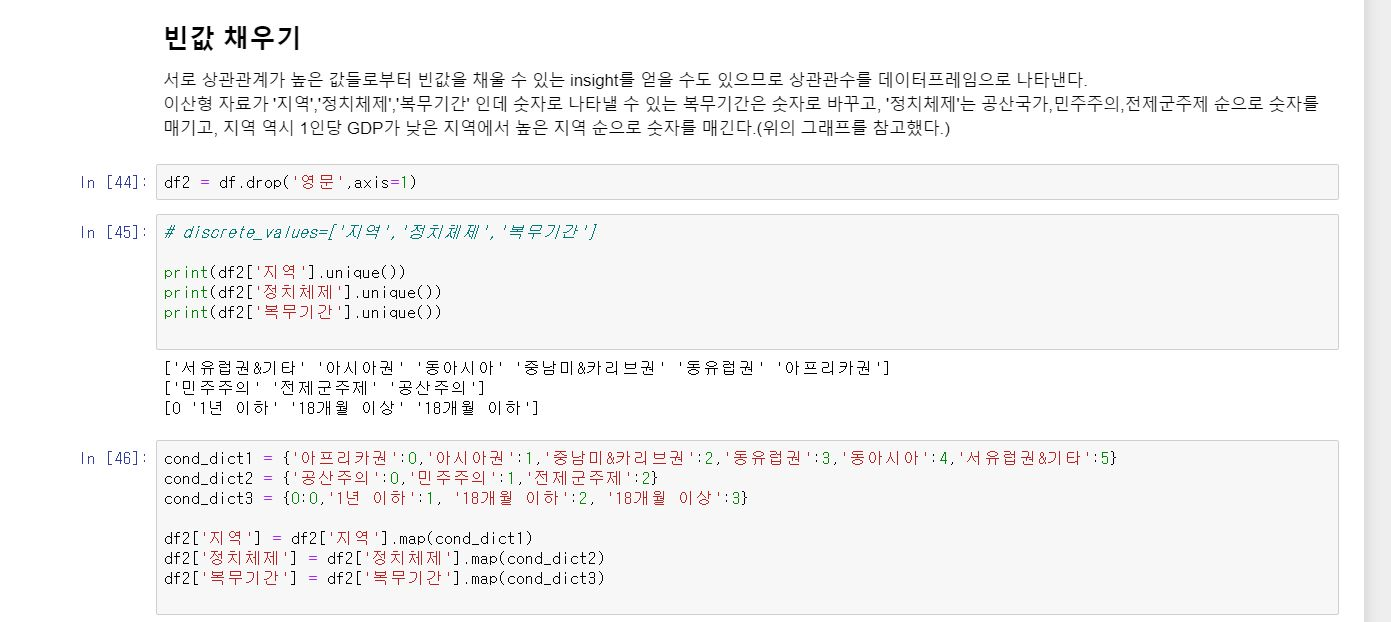 빈값 채우기
서로 상관관계가 높은 값들로부터 빈값을 채울 수 있는 insight를 얻을 수도 있으므로 상관관수를 데이터프레임으로 나타낸다.
이산형 자료가 '지역','정치체제','복무기간' 인데 숫자로 나타낼 수 있는 복무기간은 숫자로 바꾸고, '정치체제'는 공산국가,민주주의,전제군주제 순으로 숫자를
매기고, 지역 역시 1인당 GDP가 낮은 지역에서 높은 지역 순으로 숫자를 매긴다.(위의 그래프를 참고했다.)
In [44]: df2 = df.drop('영문',axis=1)
In [45]: # discrete_values=['지역','정치체제','복무기간']
print(df2['지역'].unique())
print(df2['정치체제'].unique())
print(df2['복무기간'].unique())
['서유럽권&기타' '아시아권' '동아시아' '중남미&카리브권' '동유럽권' '아프리카권']
['민주주의' '전제군주제' '공산주의']
[0 '1년 이하' '18개월 이상' '18개월 이하']
In [46]: cond_dict1 = {'아프리카권':0,'아시아권':1,'중남미&카리브권':2,'동유럽권':3,'동아시아':4,'서유럽권&기타':5}
cond_dict2 = {'공산주의':0,'민주주의':1,'전제군주제':2}
cond_dict3 = {0:0,'1년 이하':1, '18개월 이하':2, '18개월 이상':3}
df2['지역'] = df2['지역'].map(cond_dict1)
df2['정치체제'] = df2['정치체제'].map(cond_dict2)
df2['복무기간'] = df2['복무기간'].map(cond_dict3)